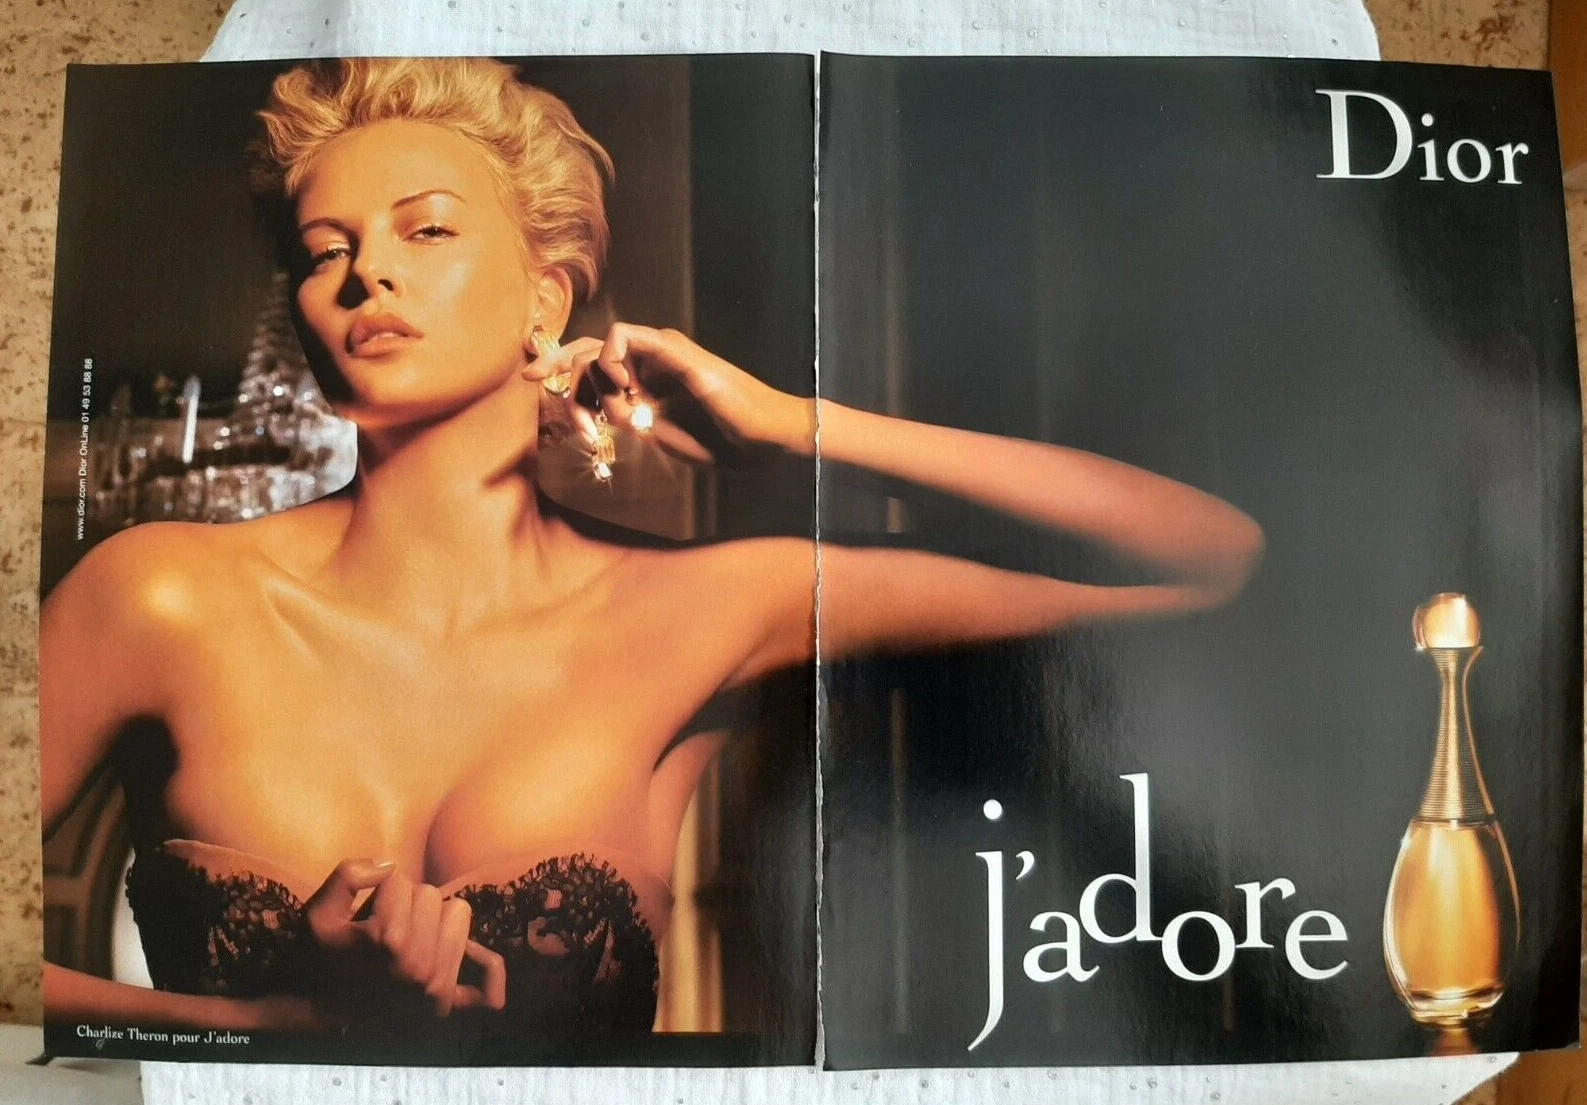 www.dior.com Dior OnLine 01 49 53 88 88
Charlize Theron pour J'adore
Dior
j'adore